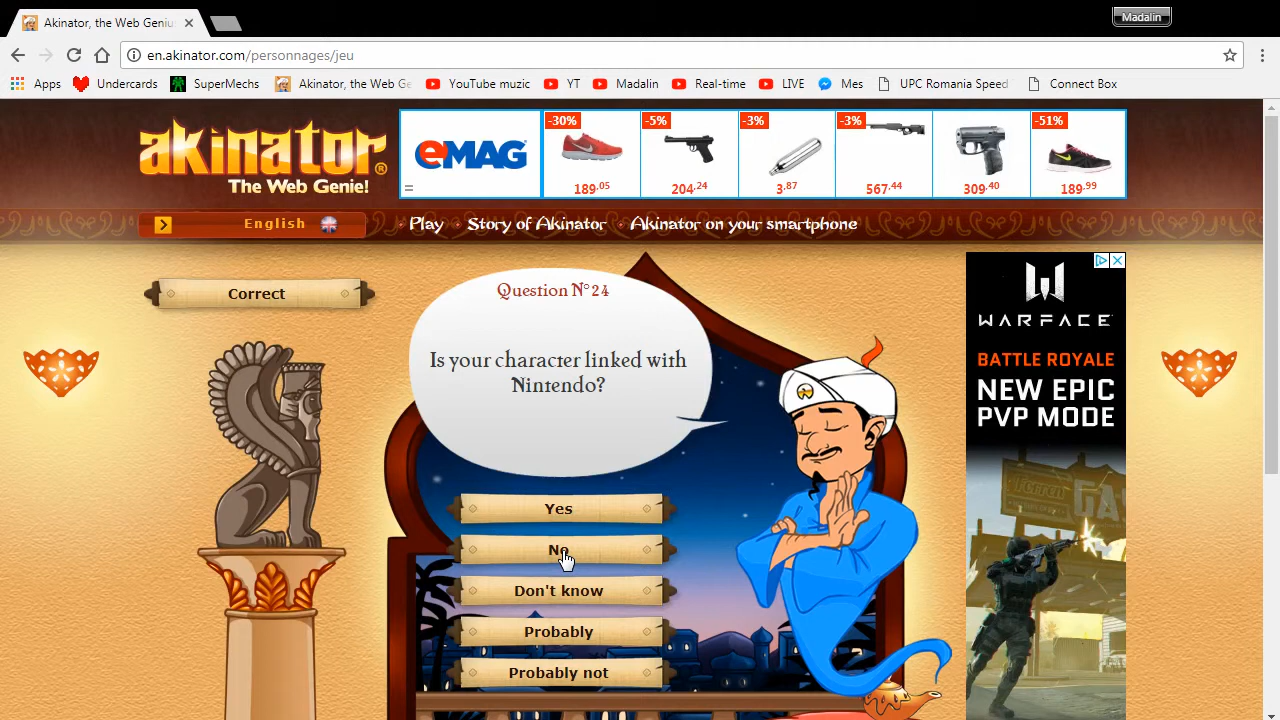 Akinator, the Web Genius
Madalin
en.akinator.com/personnages/jeu
Apps Undercards SuperMechs Akinator, the Web Ge YouTube muzic YT Madalin Real-time LIVE Mes UPC Romania Speed Connect Box
akinator®
The Web Genie!
eMAG
-30% -5% -3% -3% -51%
189.05 204.24 3.87 567.44 309.40 189.99
English
Play Story of Akinator Akinator on your smartphone
Correct
Question N°24
Is your character linked with
Nintendo?
Yes
No
Don't know
Probably
Probably not
WARFACE
BATTLE ROYALE
NEW EPIC
PVP MODE